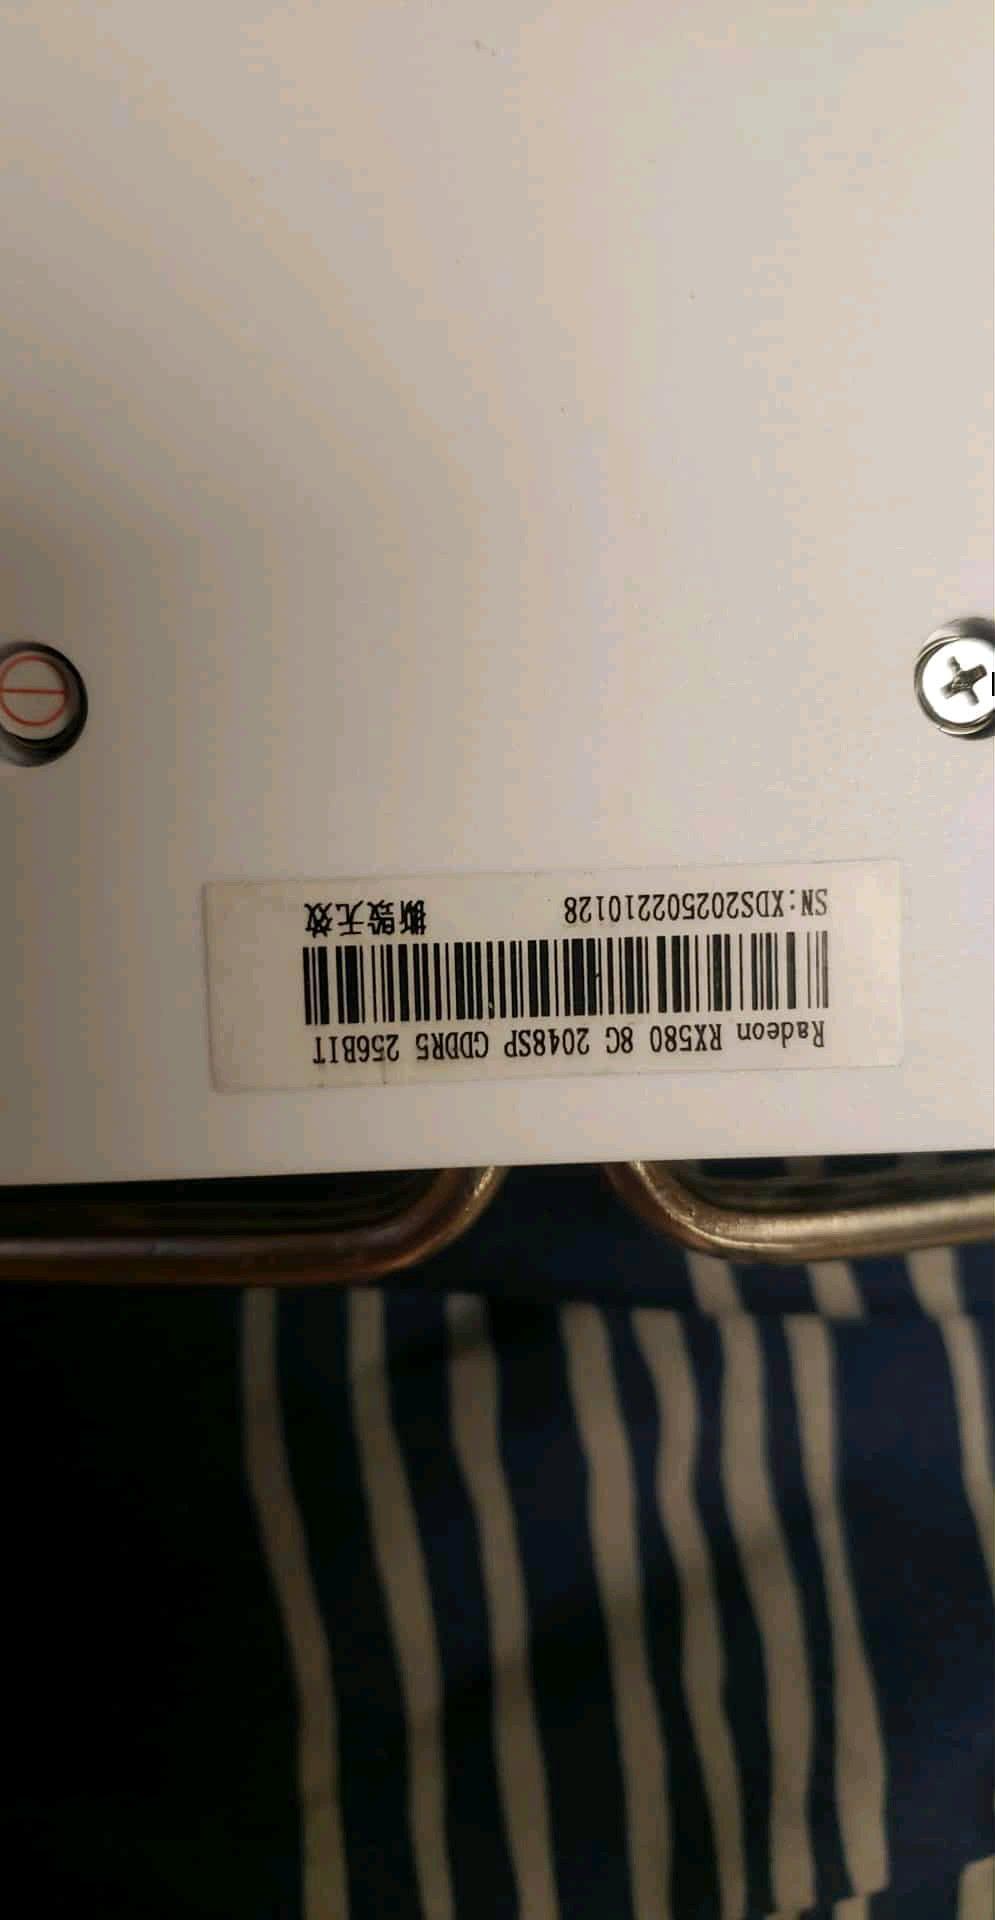 Radeon RX580 8G 2048SP GDDR5 256BIT
SN:XDS202502210128 撕毁无效